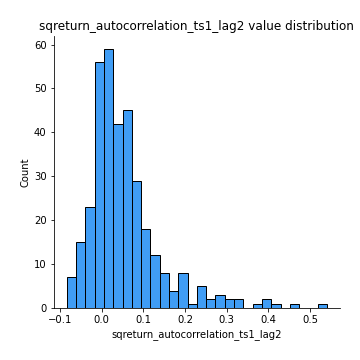 sqreturn_autocorrelation_ts1_lag2 value distribution
60
50
40
30
20
10
0
Count
−0.1 0.0 0.1 0.2 0.3 0.4 0.5
sqreturn_autocorrelation_ts1_lag2